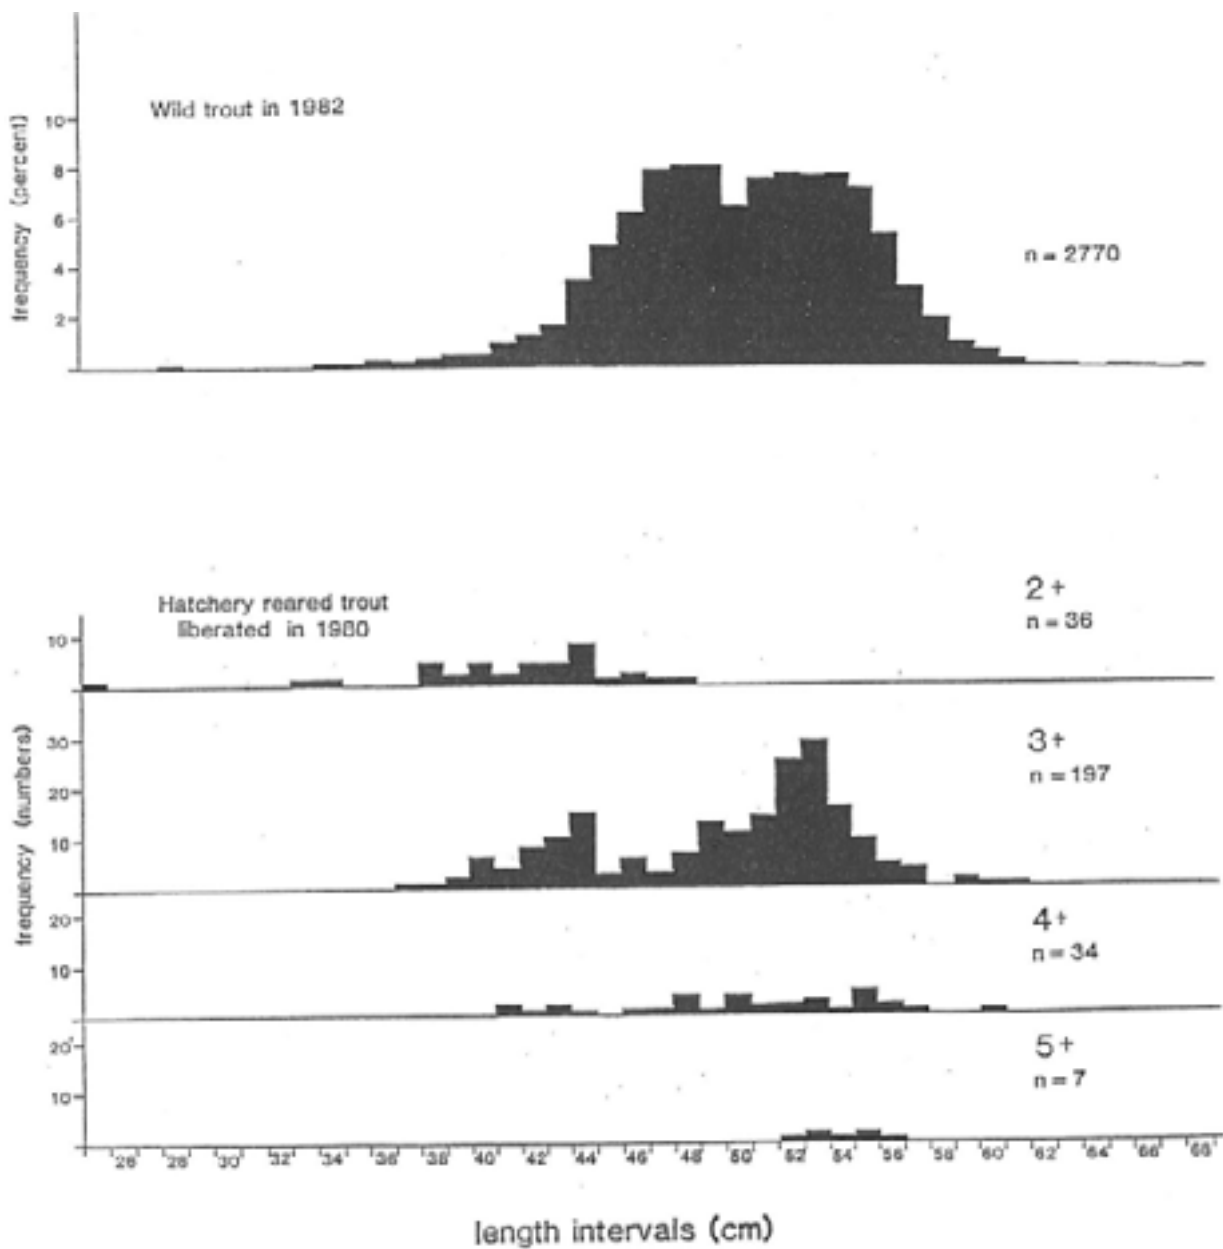 Wild trout in 1982
frequency (percent)
10
8
6
4
2
n = 2770
Hatchery reared trout
liberated in 1980
2+
n = 36
10
frequency (numbers)
3+
n = 197
30
20
10
4+
n = 34
20
10
5+
n = 7
20
10
26 28 30 32 34 36 38 40 42 44 46 48 50 52 54 56 58 60 62 64 66 68
length intervals (cm)